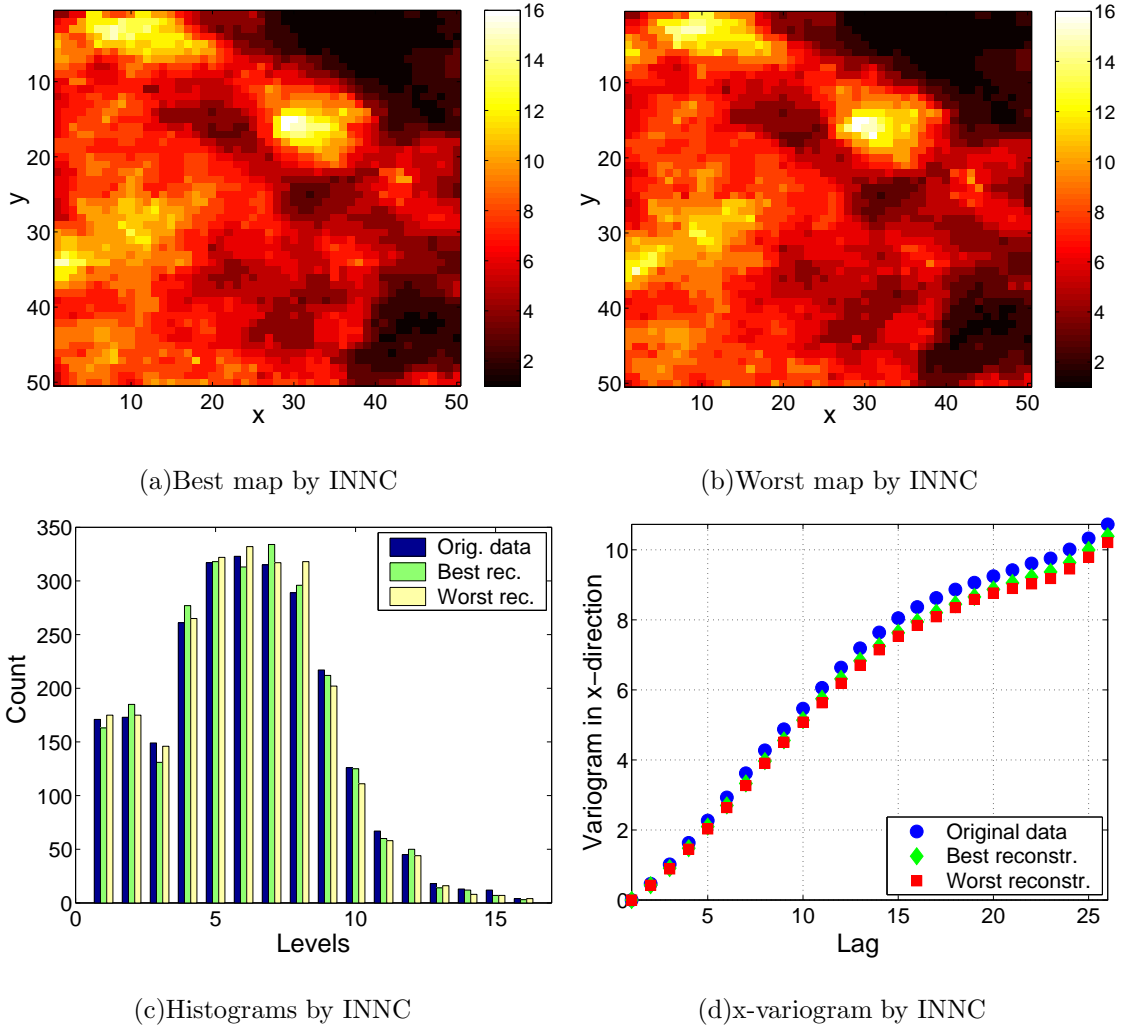 10
20
30
40
50
y
10 20 30 40 50
x
16
14
12
10
8
6
4
2
(a)Best map by INNC
10
20
30
40
50
y
10 20 30 40 50
x
16
14
12
10
8
6
4
2
(b)Worst map by INNC
350
300
250
200
150
100
50
0
Count
Orig. data
Best rec.
Worst rec.
0 5 10 15
Levels
(c)Histograms by INNC
10
8
6
4
2
0
Variogram in x−direction
Original data
Best reconstr.
Worst reconstr.
5 10 15 20 25
Lag
(d)x-variogram by INNC